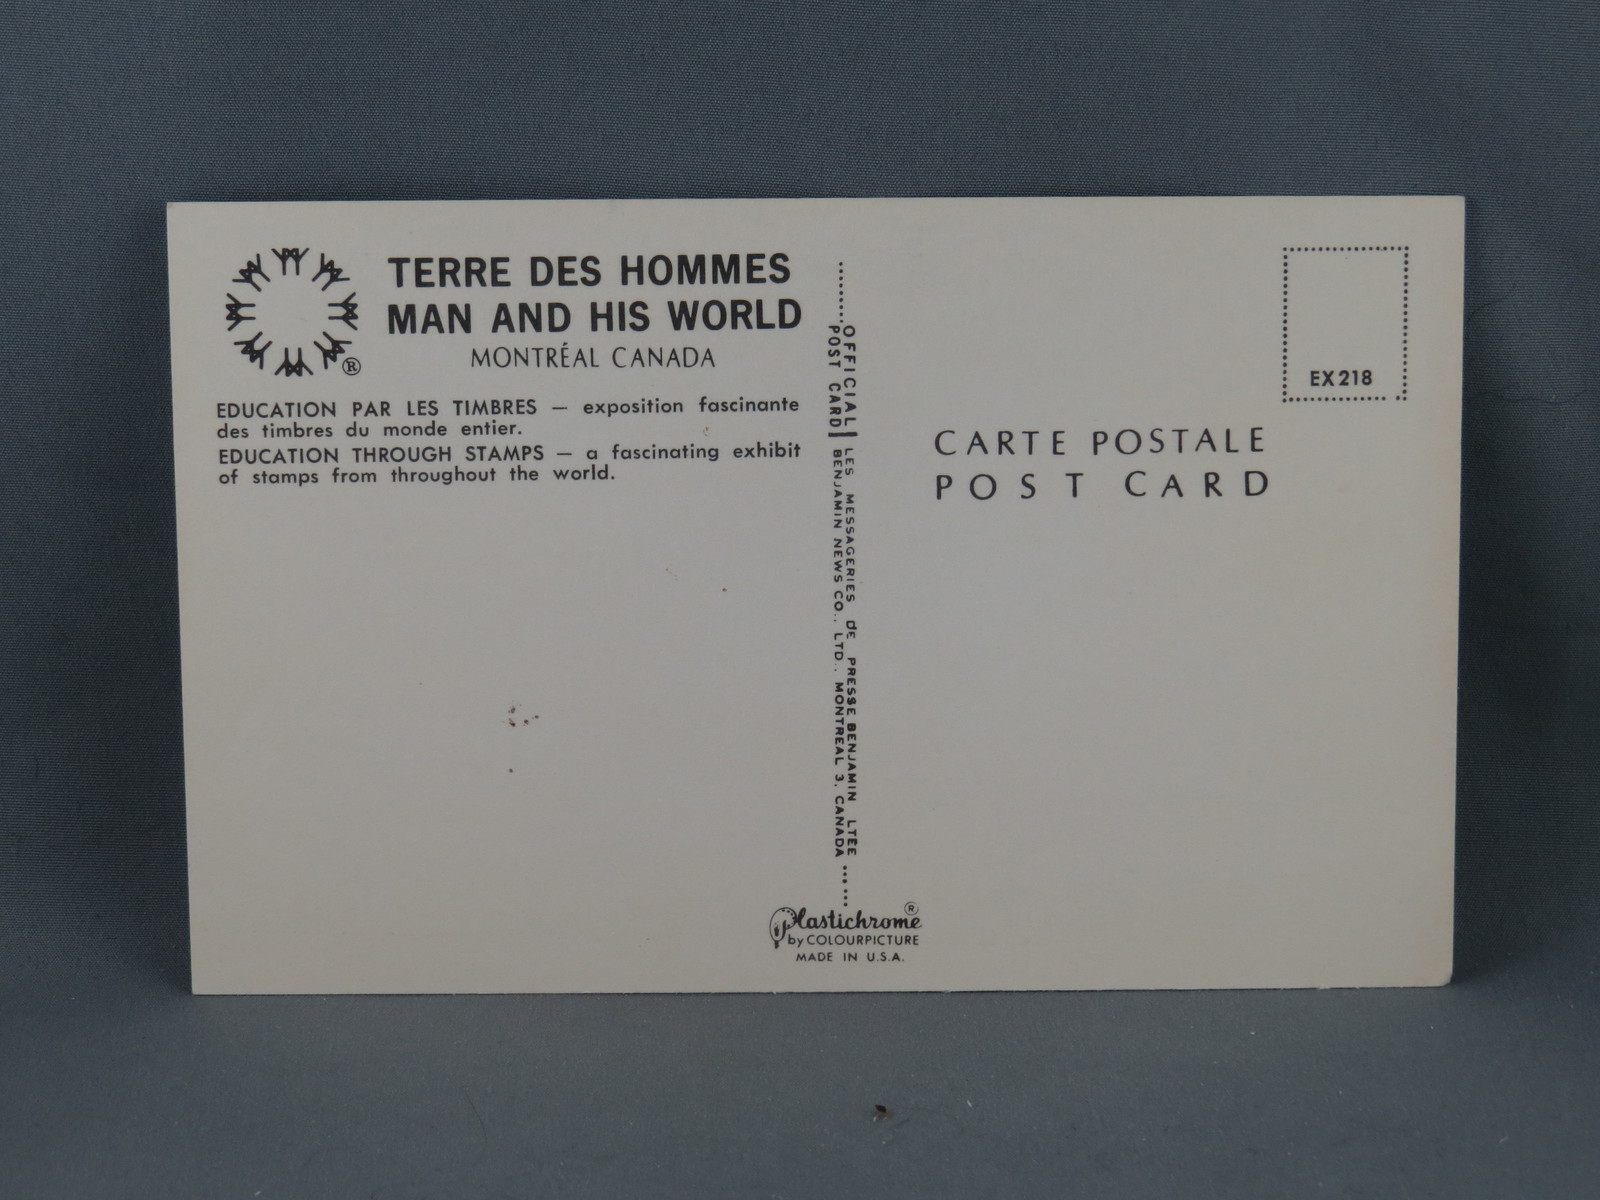 TERRE DES HOMMES
MAN AND HIS WORLD
MONTRÉAL CANADA
®
EDUCATION PAR LES TIMBRES — exposition fascinante
des timbres du monde entier.
EDUCATION THROUGH STAMPS — a fascinating exhibit
of stamps from throughout the world.
OFFICIAL LES MESSAGERIES de PRESSE BENJAMIN LTÉE
POST CARD BENJAMIN NEWS CO., LTD., MONTREAL 3, CANADA
Plastichrome®
by COLOURPICTURE
MADE IN U.S.A.
EX218
CARTE POSTALE
POST CARD